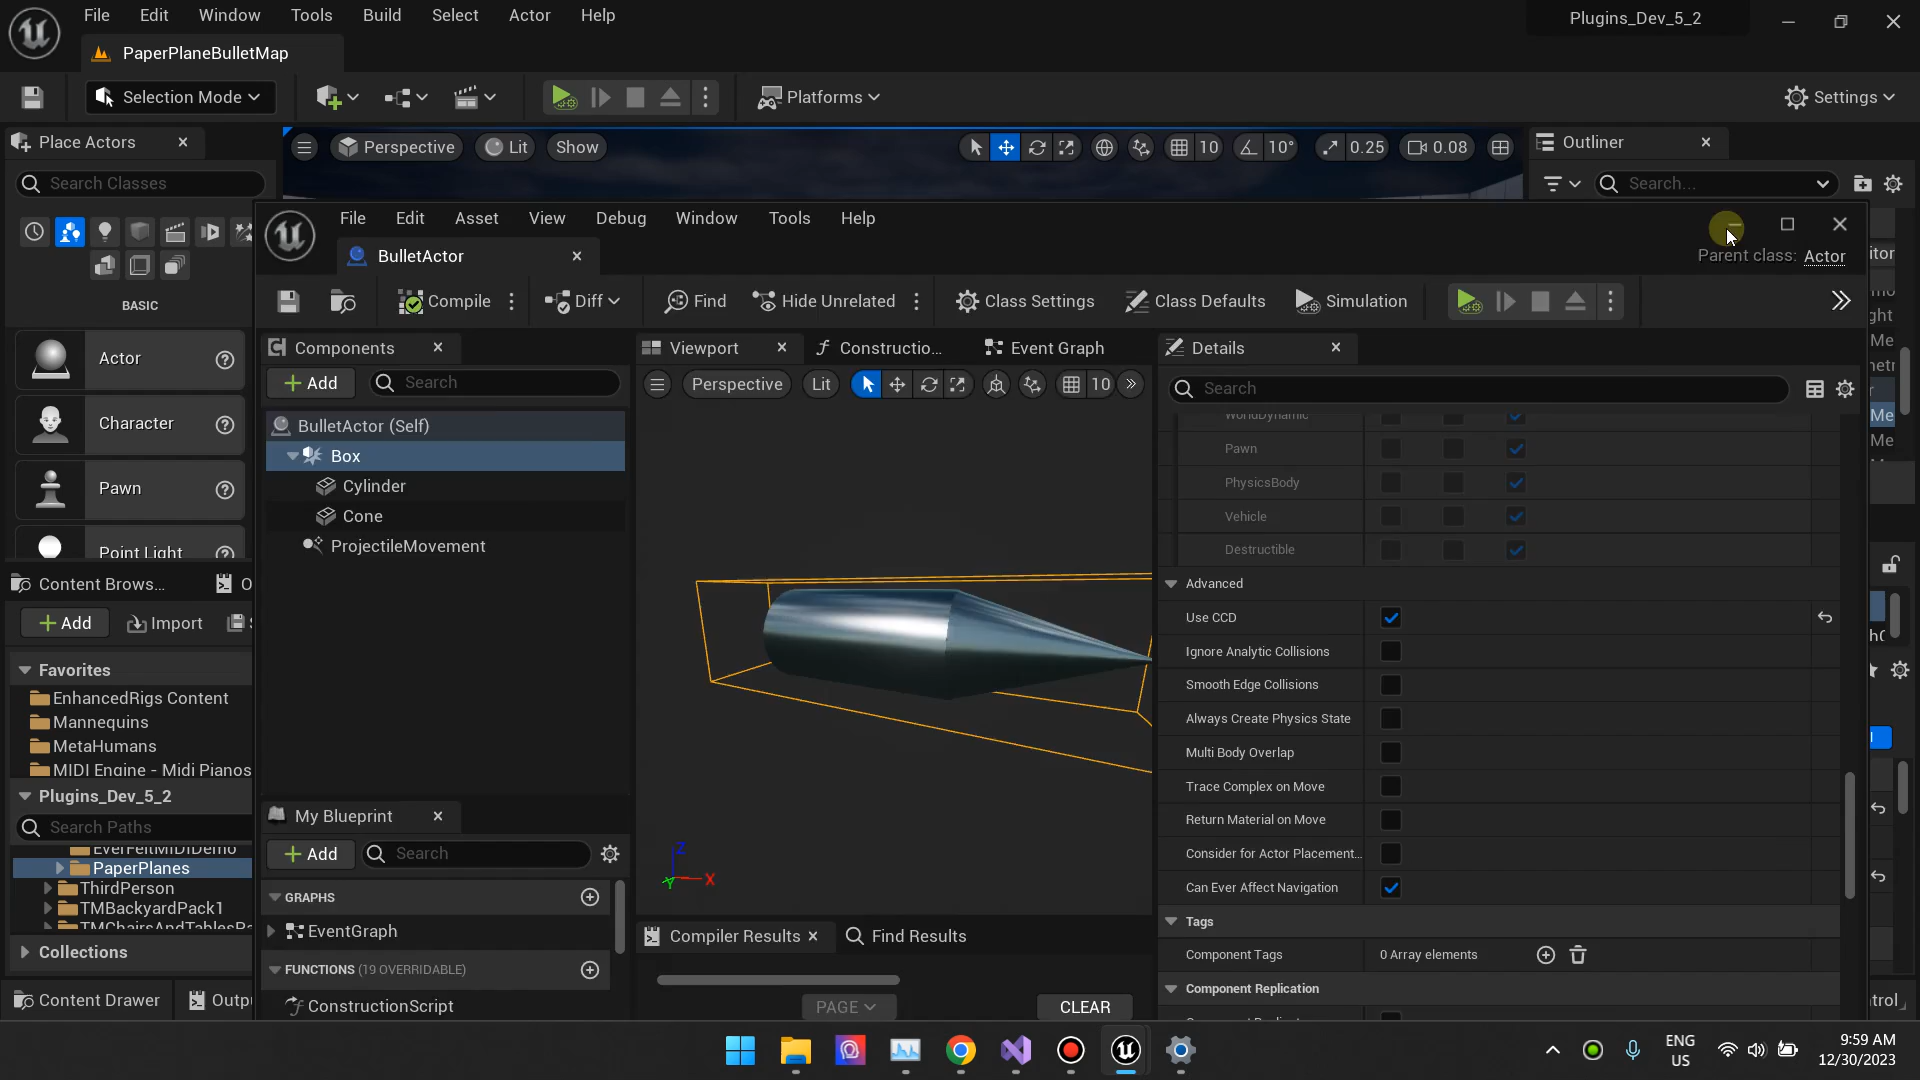 File Edit Window Tools Build Select Actor Help
Plugins_Dev_5_2
PaperPlaneBulletMap
Selection Mode
Platforms
Settings
Place Actors
Perspective Lit Show
10 10° 0.25 0.08
Outliner
Search Classes
Search...
File Edit Asset View Debug Window Tools Help
BulletActor
Parent class: Actor
BASIC
Compile Diff Find Hide Unrelated Class Settings Class Defaults Simulation
Actor
Character
Pawn
Point Light
Components
Add Search
BulletActor (Self)
Box
Cylinder
Cone
ProjectileMovement
Viewport Constructio... Event Graph
Perspective Lit 10
Details
Search
WorldDynamic
Pawn
PhysicsBody
Vehicle
Destructible
Advanced
Use CCD
Ignore Analytic Collisions
Smooth Edge Collisions
Always Create Physics State
Multi Body Overlap
Trace Complex on Move
Return Material on Move
Consider for Actor Placement...
Can Ever Affect Navigation
Tags
Component Tags 0 Array elements
Component Replication
Content Brows...
Add Import
Favorites
EnhancedRigs Content
Mannequins
MetaHumans
MIDI Engine - Midi Pianos
Plugins_Dev_5_2
Search Paths
EverFeltMIDIDemo
PaperPlanes
ThirdPerson
TMBackyardPack1
Collections
Content Drawer
My Blueprint
Add Search
GRAPHS
EventGraph
FUNCTIONS (19 OVERRIDABLE)
ConstructionScript
Z
Y X
Compiler Results Find Results
PAGE CLEAR
ENG
US
9:59 AM
12/30/2023